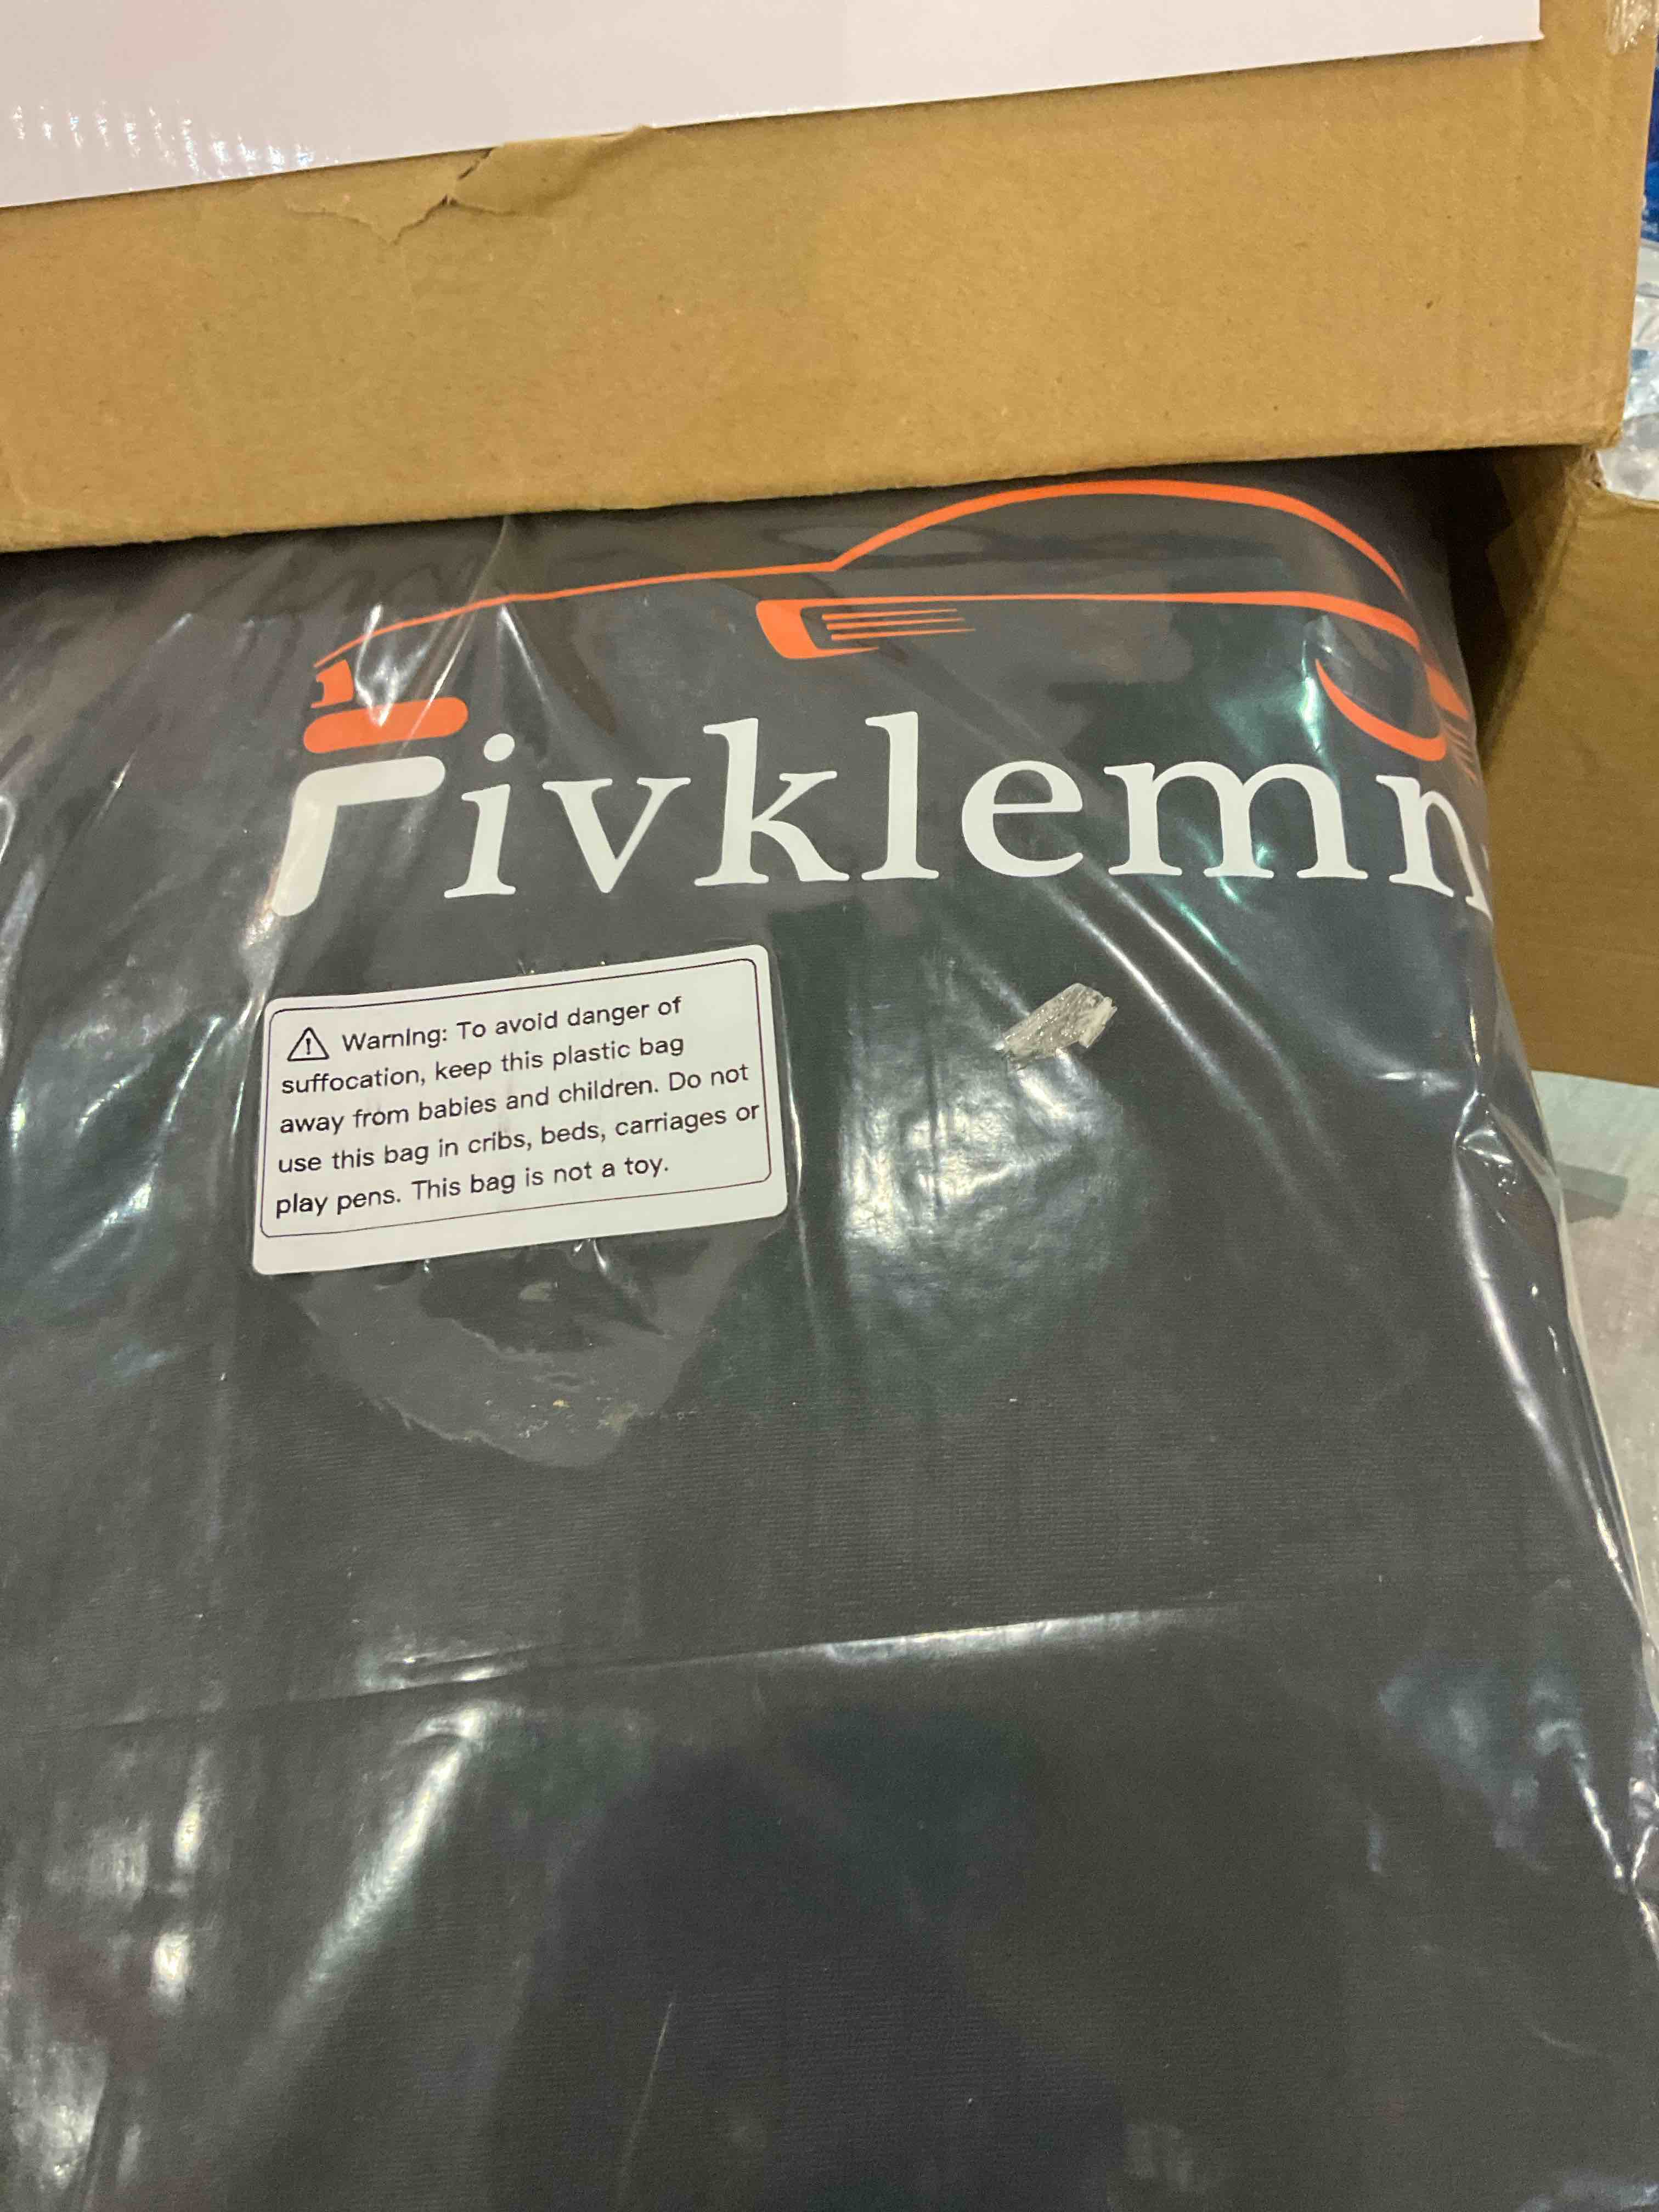 Fivklemn
Warning: To avoid danger of
suffocation, keep this plastic bag
away from babies and children. Do not
use this bag in cribs, beds, carriages or
play pens. This bag is not a toy.